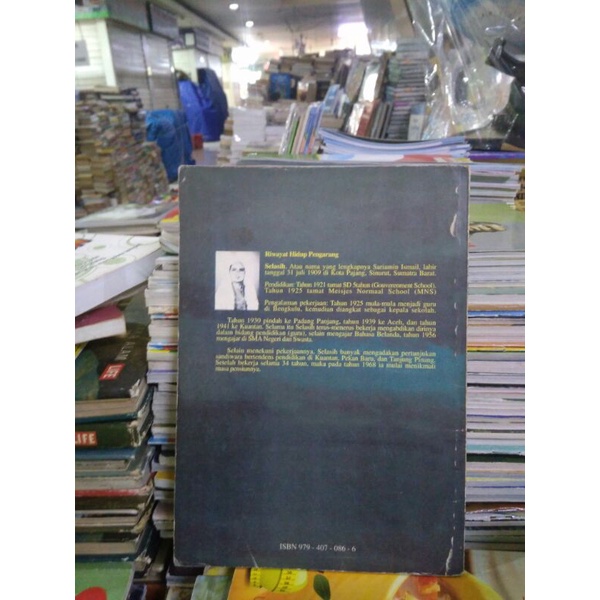 Riwayat Hidup Pengarang
Selasih, Atau nama yang lengkapnya Sariamin Ismail, lahir
tanggal 31 juli 1909 di Kota Pajang, Sinurut, Sumatra Barat.
Pendidikan: Tahun 1921 tamat SD 5tahun (Gouvernment School),
Tahun 1925 tamat Meisjes Normaal School (MNS)
Pengalaman pekerjaan: Tahun 1925 mula-mula menjadi guru
di Bengkulu, kemudian diangkat sebagai kepala sekolah.
Tahun 1930 pindah ke Padang Panjang, tahun 1939 ke Aceh, dan tahun
1941 ke Kuantan. Selama itu Selasih terus-menerus bekerja mengabdikan dirinya
dalam bidang pendidikan (guru), selain mengajar Bahasa Belanda, tahun 1956
mengajar di SMA Negeri dan Swasta.
Selain menekuni pekerjaannya, Selasih banyak mengadakan pertunjukan
sandiwara bertendens pendidikan di Kuantan, Pekan Baru, dan Tanjung Pinang.
Setelah bekerja selama 34 tahun, maka pada tahun 1968 ia mulai menikmati
masa pensiunnya.
ISBN 979 - 407 - 086 - 6
LIFE